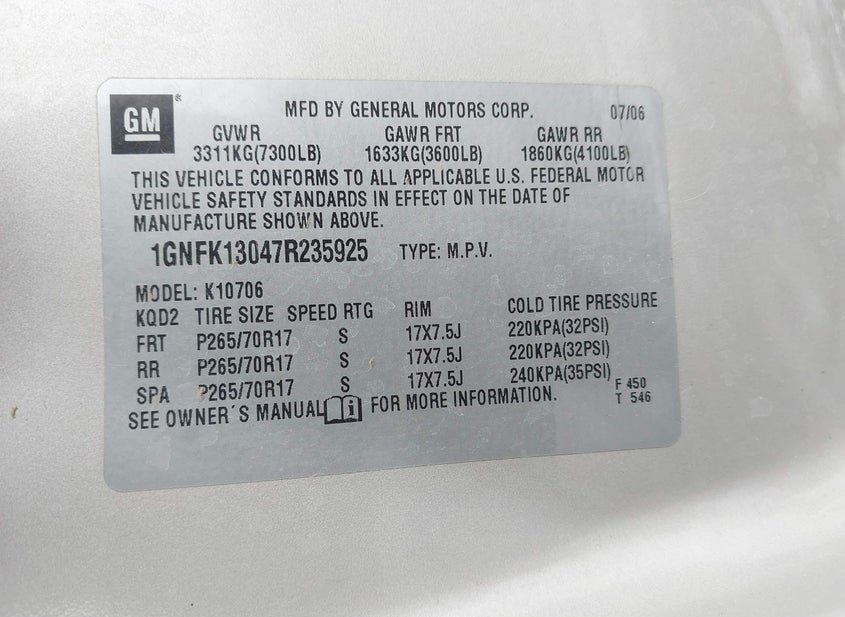 GM MFD BY GENERAL MOTORS CORP. 07/06
GVWR GAWR FRT GAWR RR
3311KG(7300LB) 1633KG(3600LB) 1860KG(4100LB)
THIS VEHICLE CONFORMS TO ALL APPLICABLE U.S. FEDERAL MOTOR
VEHICLE SAFETY STANDARDS IN EFFECT ON THE DATE OF
MANUFACTURE SHOWN ABOVE.
1GNFK13047R235925 TYPE: M.P.V.
MODEL: K10706
KQD2 TIRE SIZE SPEED RTG RIM COLD TIRE PRESSURE
FRT P265/70R17 S 17X7.5J 220KPA(32PSI)
RR P265/70R17 S 17X7.5J 220KPA(32PSI)
SPA P265/70R17 S 17X7.5J 240KPA(35PSI)
SEE OWNER'S MANUAL i FOR MORE INFORMATION.
F 450
T 546